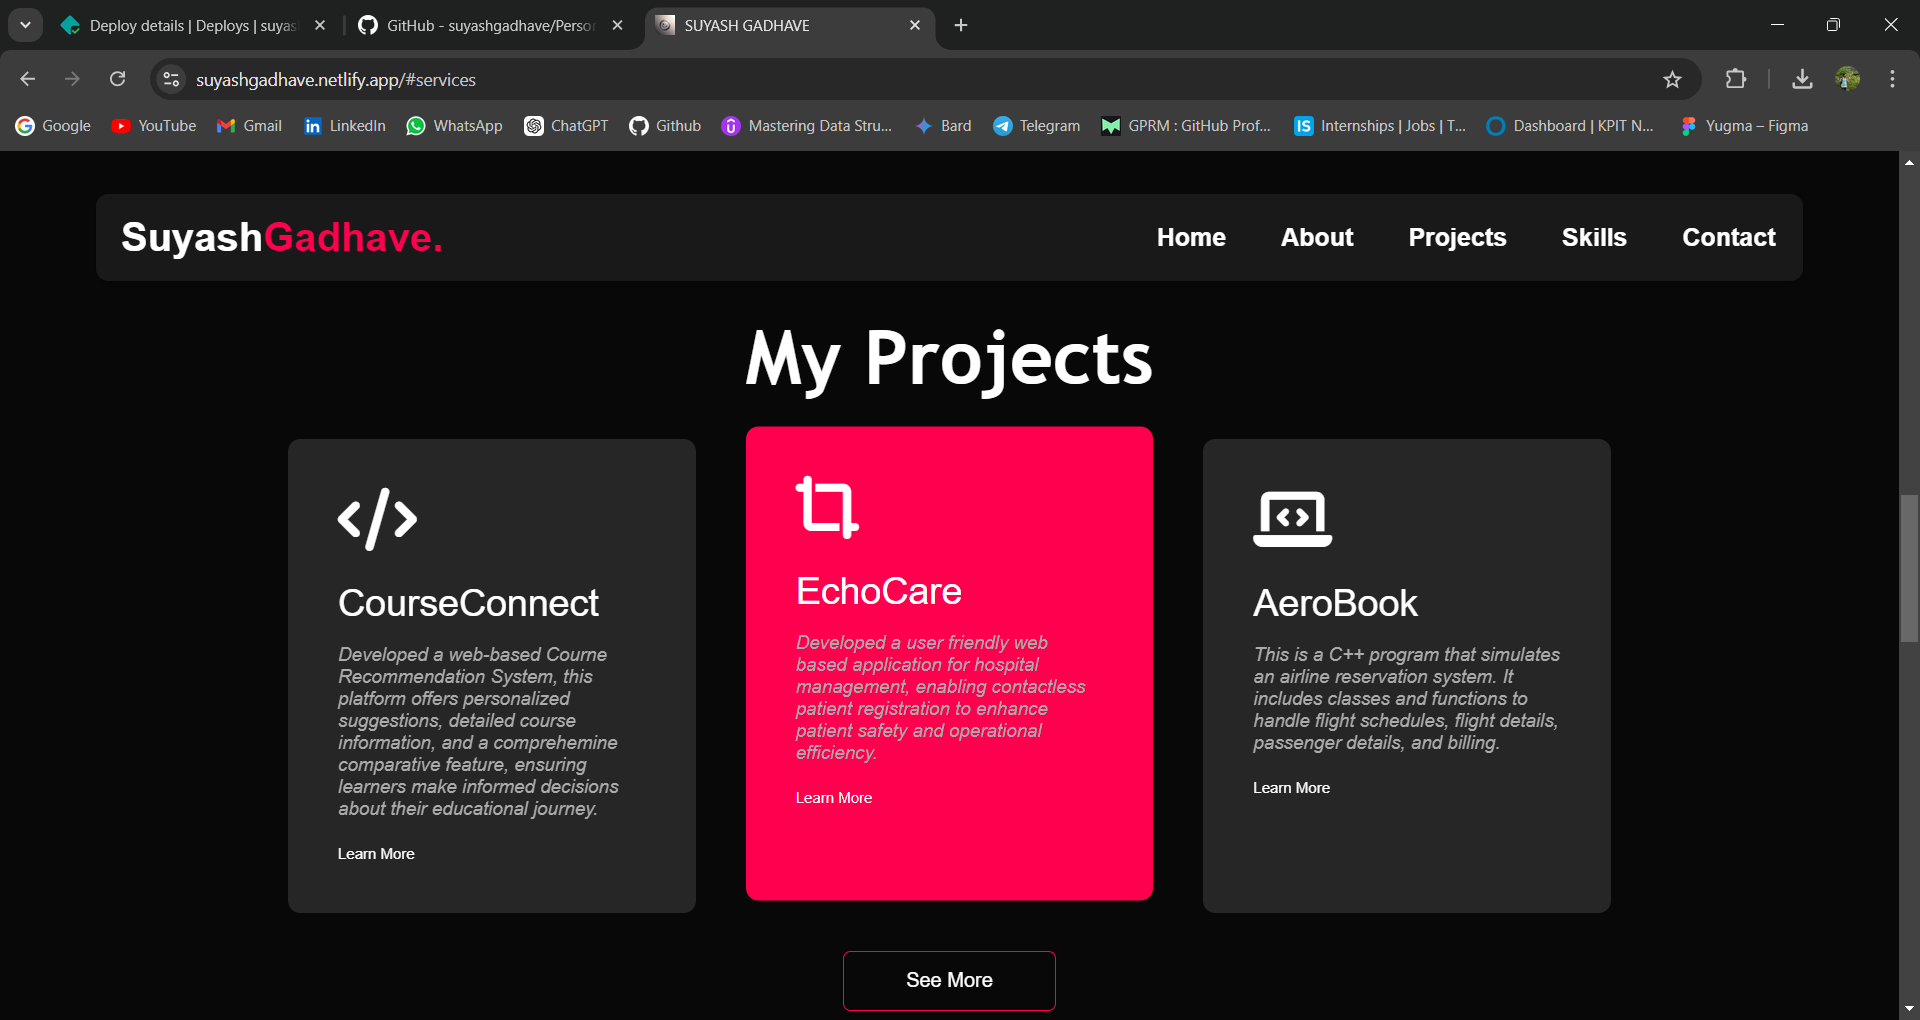 Deploy details | Deploys | suyas
GitHub - suyashgadhave/Perso
SUYASH GADHAVE
suyashgadhave.netlify.app/#services
Google YouTube Gmail LinkedIn WhatsApp ChatGPT Github Mastering Data Stru... Bard Telegram GPRM : GitHub Prof... Internships | Jobs | T... Dashboard | KPIT N... Yugma – Figma
SuyashGadhave. Home About Projects Skills Contact
My Projects
CourseConnect
Developed a web-based Courne
Recommendation System, this
platform offers personalized
suggestions, detailed course
information, and a comprehemine
comparative feature, ensuring
learners make informed decisions
about their educational journey.
Learn More
EchoCare
Developed a user friendly web
based application for hospital
management, enabling contactless
patient registration to enhance
patient safety and operational
efficiency.
Learn More
AeroBook
This is a C++ program that simulates
an airline reservation system. It
includes classes and functions to
handle flight schedules, flight details,
passenger details, and billing.
Learn More
See More